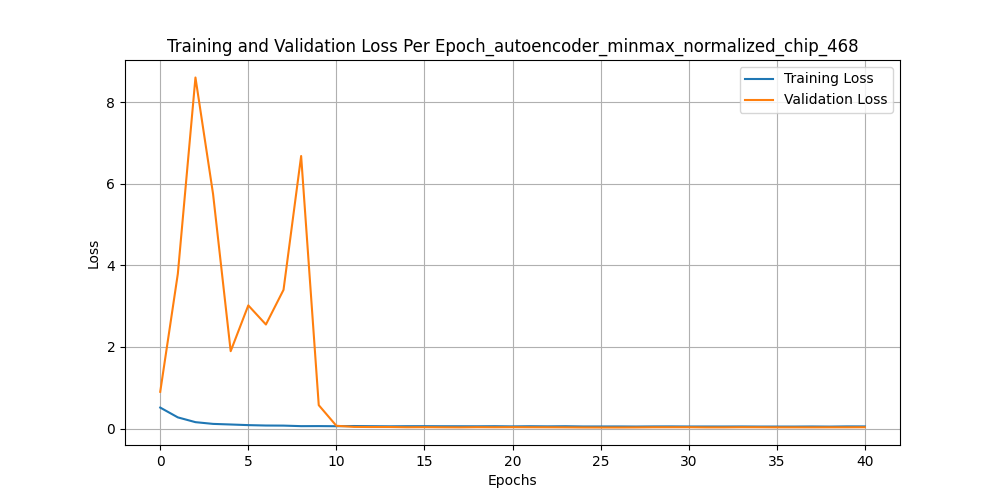 Training and Validation Loss Per Epoch_autoencoder_minmax_normalized_chip_468
Training Loss
Validation Loss
Loss
8
6
4
2
0
0 5 10 15 20 25 30 35 40
Epochs